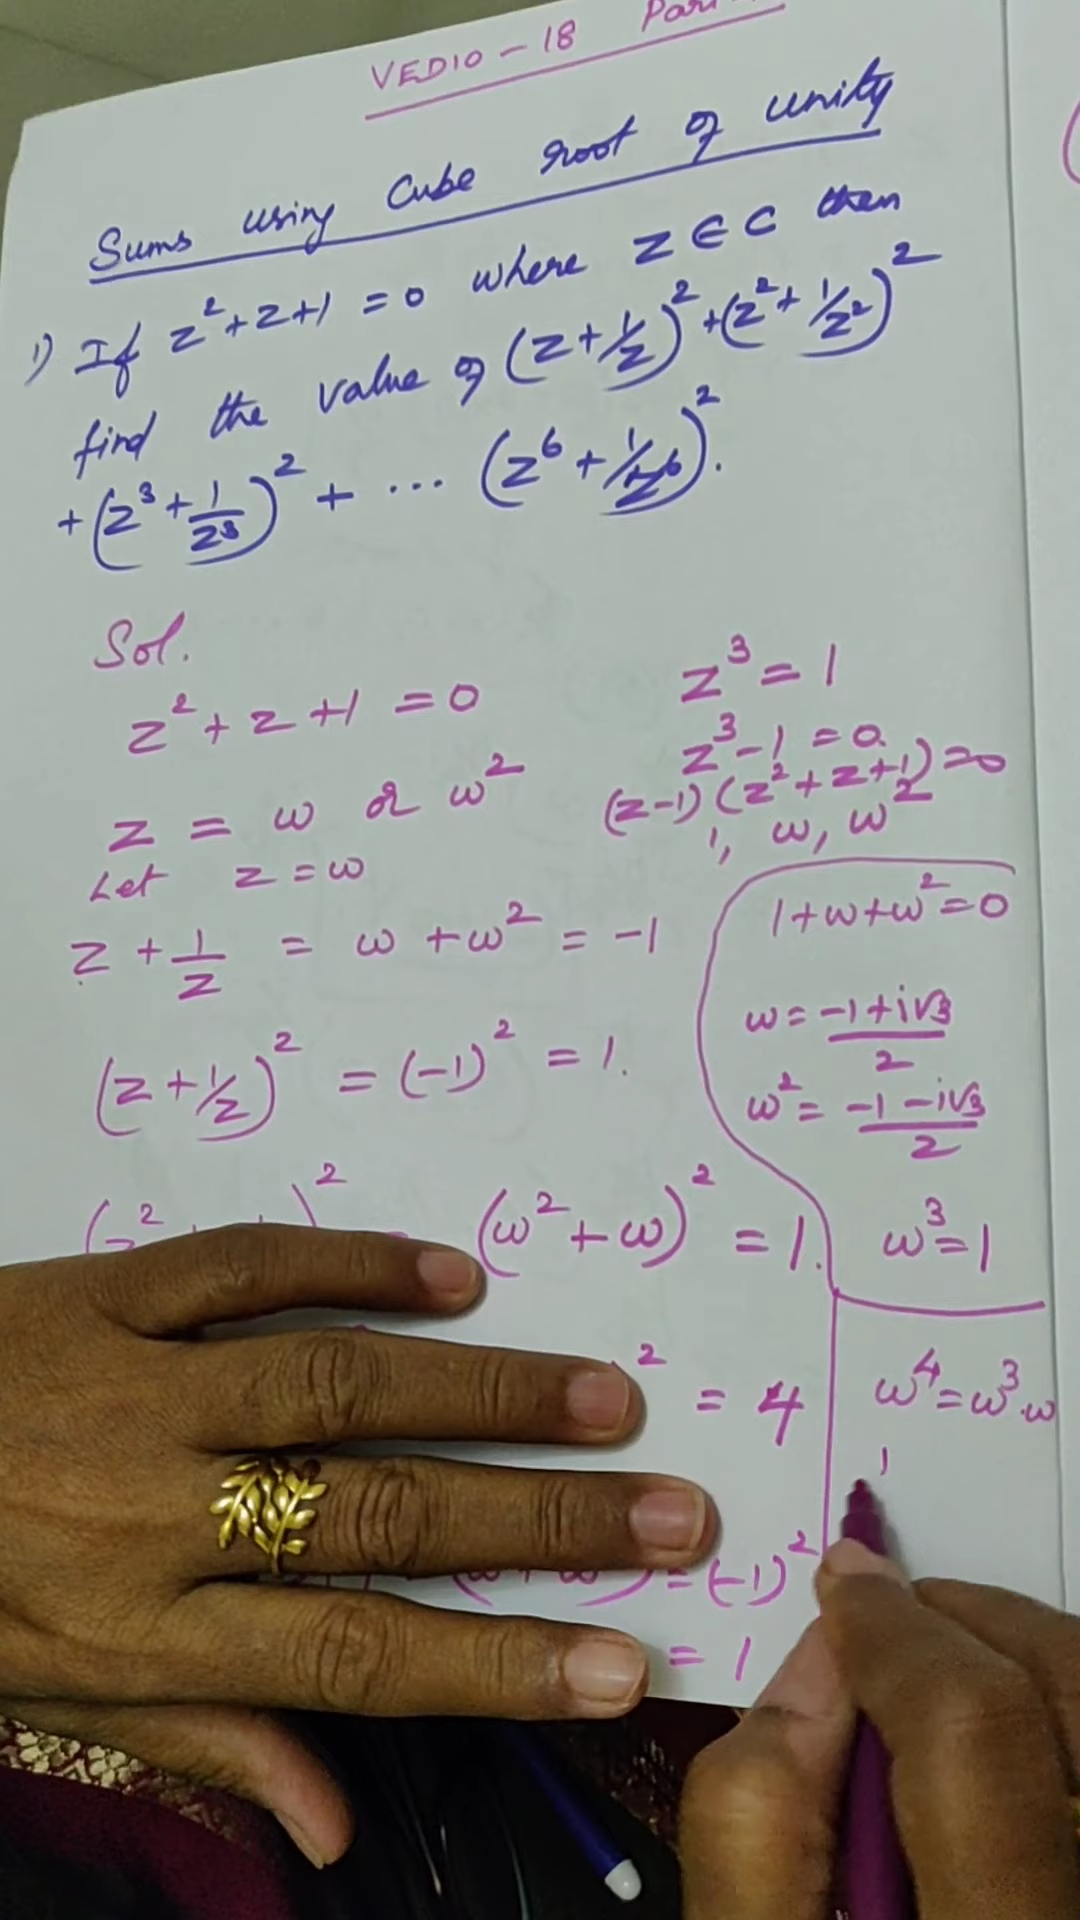 VEDIO - 18
Sums using Cube root of unity
1) If z²+z+1 = 0 where z ∈ C then
find the value of (z + 1/z)² + (z² + 1/z²)²
+ (z³ + 1/z³)² + ... (z⁶ + 1/z⁶)².
Sol.
z² + z + 1 = 0
z = ω or ω²
Let z = ω
z + 1/z = ω + ω² = -1
(z + 1/z)² = (-1)² = 1.
(ω² + ω)² = 1.
² = 4
= (-1)²
= 1
z³ = 1
z³ - 1 = 0.
(z-1)(z² + z + 1) = 0
1, ω, ω²
1 + ω + ω² = 0
ω = -1 + i√3 / 2
ω² = -1 - i√3 / 2
ω³ = 1
ω⁴ = ω³.ω